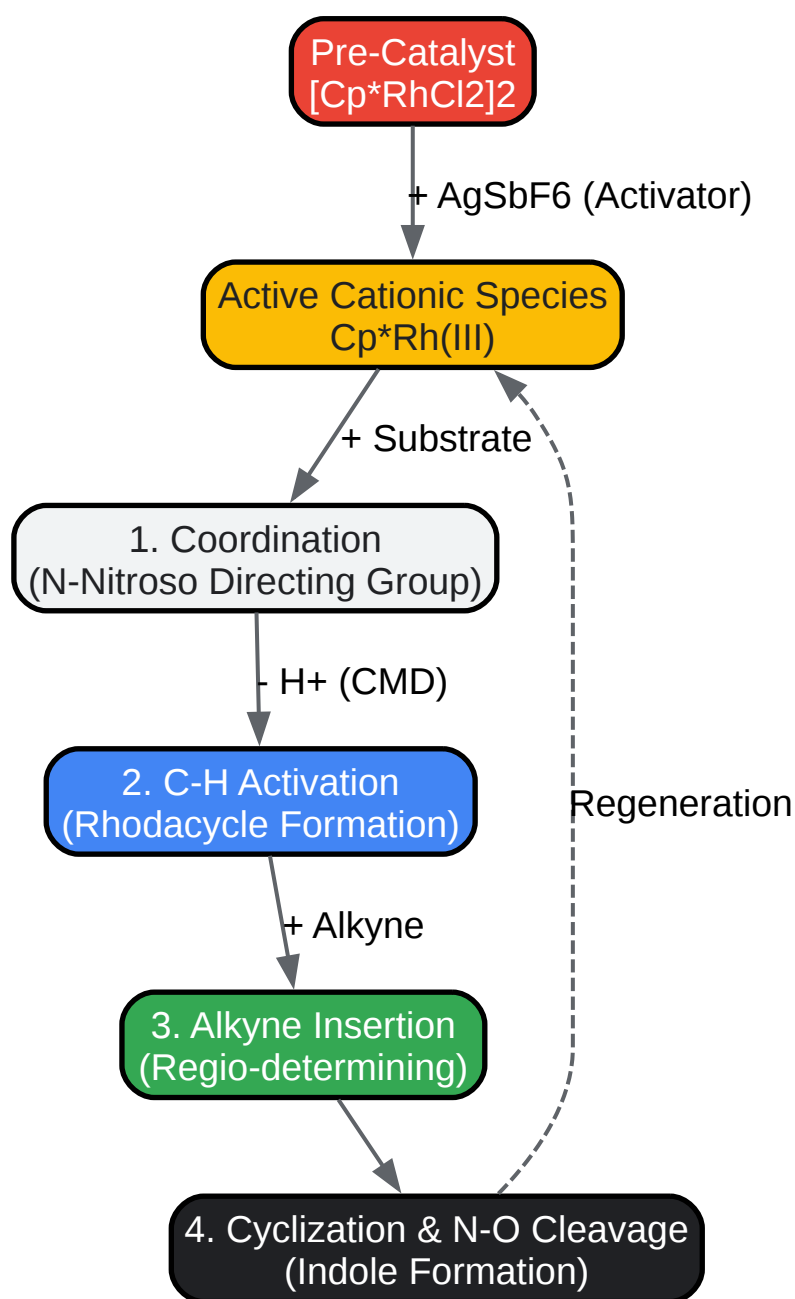 Pre-Catalyst
[Cp*RhCl2]2
+ AgSbF6 (Activator)
Active Cationic Species
Cp*Rh(III)
+ Substrate
1. Coordination
(N-Nitroso Directing Group)
- H+ (CMD)
2. C-H Activation
(Rhodacycle Formation)
Regeneration
+ Alkyne
3. Alkyne Insertion
(Regio-determining)
4. Cyclization & N-O Cleavage
(Indole Formation)